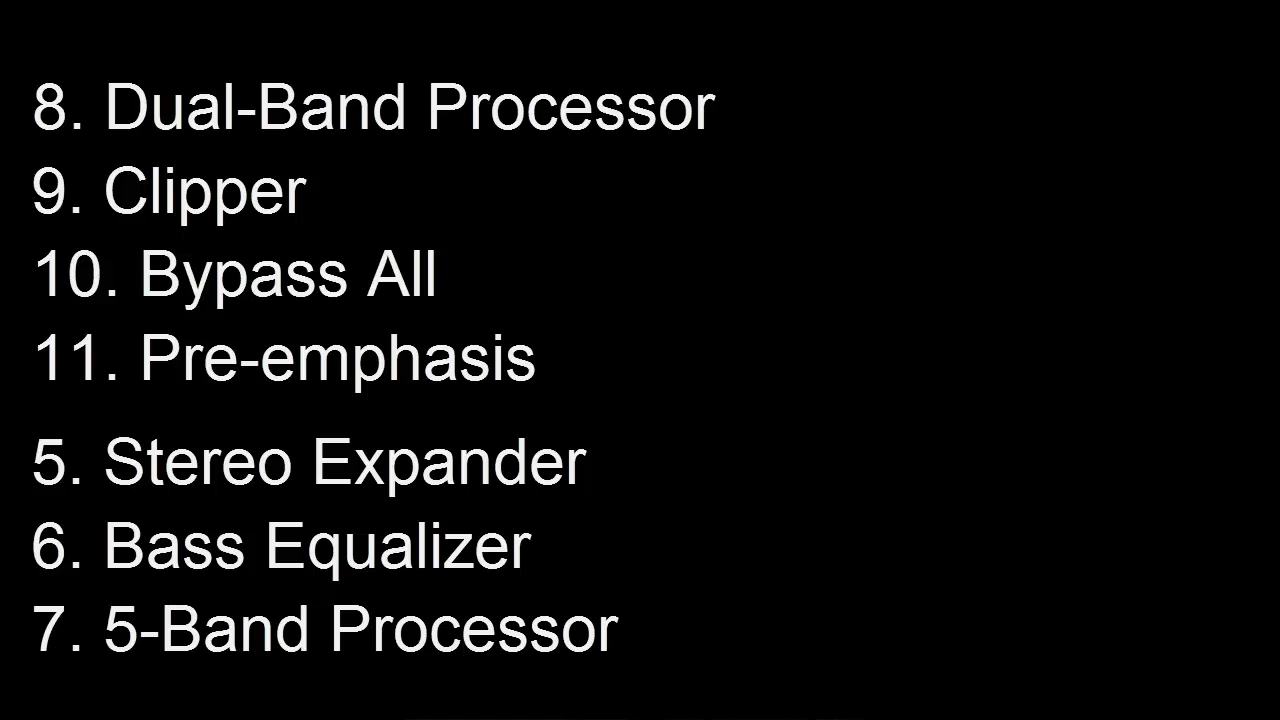 8. Dual-Band Processor
9. Clipper
10. Bypass All
11. Pre-emphasis
5. Stereo Expander
6. Bass Equalizer
7. 5-Band Processor